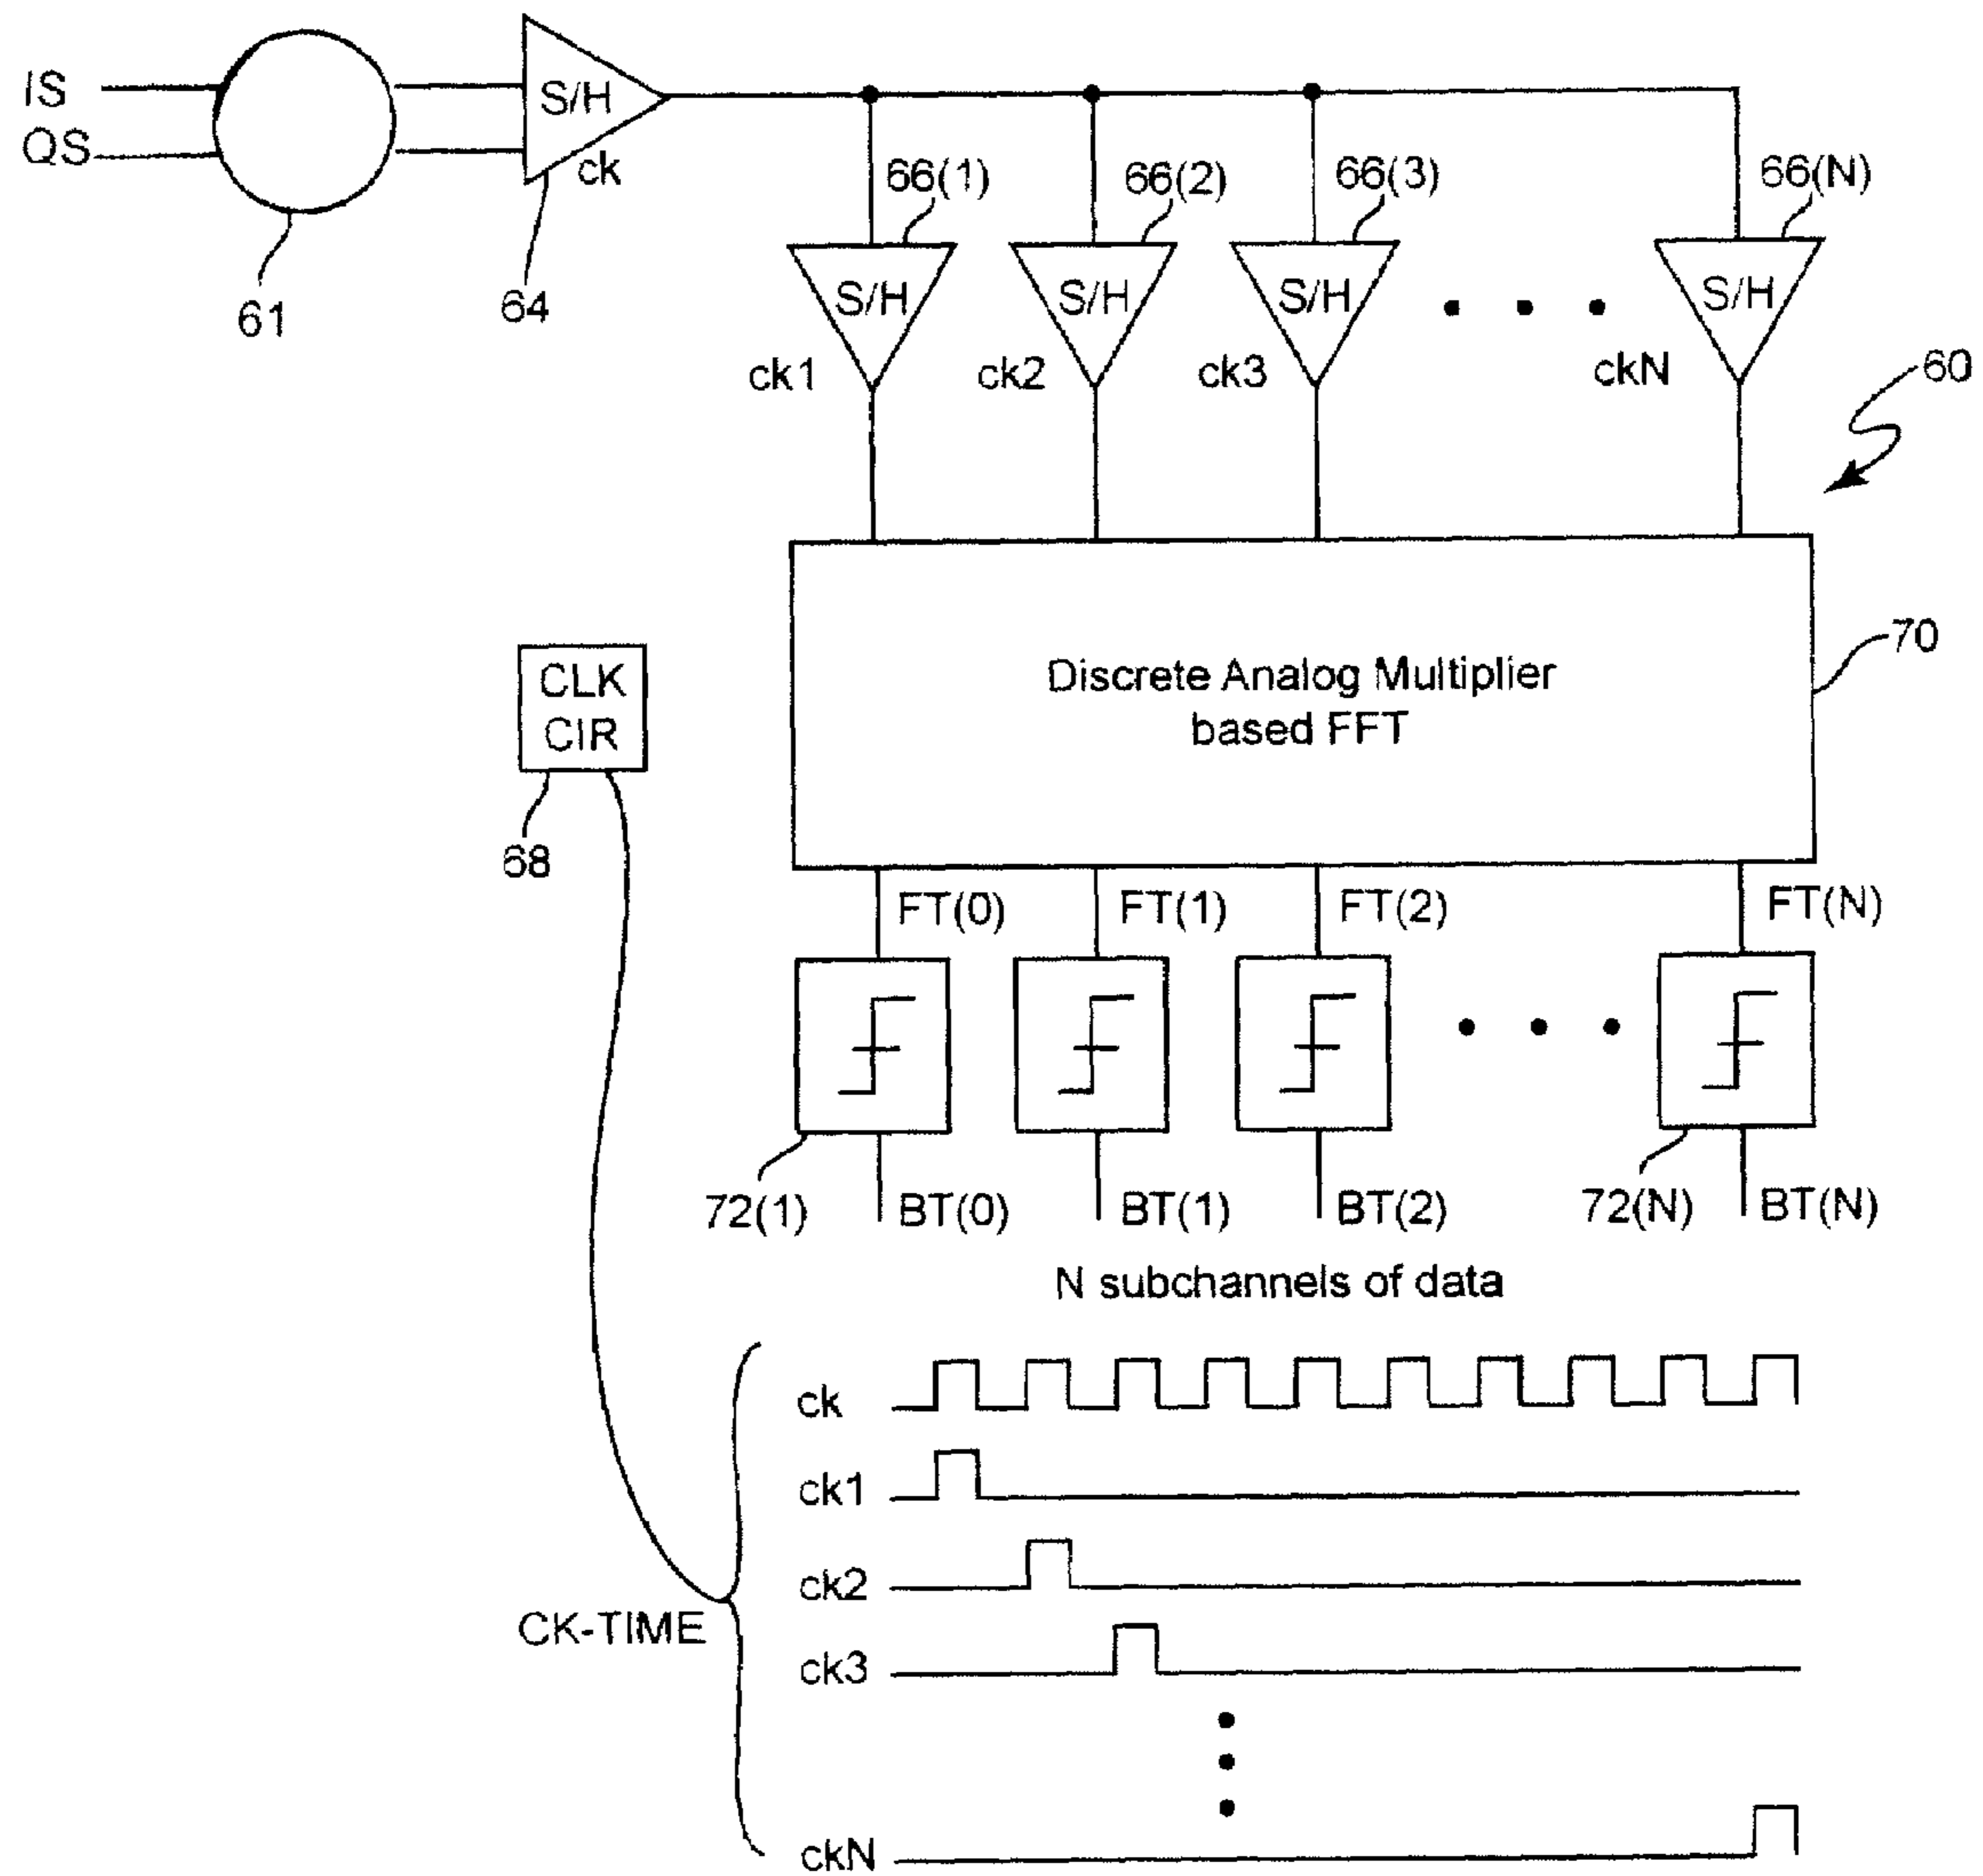 IS
QS
S/H
ck
61
64
66(1)
66(2)
66(3)
66(N)
S/H
S/H
S/H
S/H
ck1
ck2
ck3
ckN
60
Discrete Analog Multiplier
based FFT
70
CLK
CIR
68
FT(0)
FT(1)
FT(2)
FT(N)
72(1)
BT(0)
BT(1)
BT(2)
72(N)
BT(N)
N subchannels of data
CK-TIME
ck
ck1
ck2
ck3
ckN